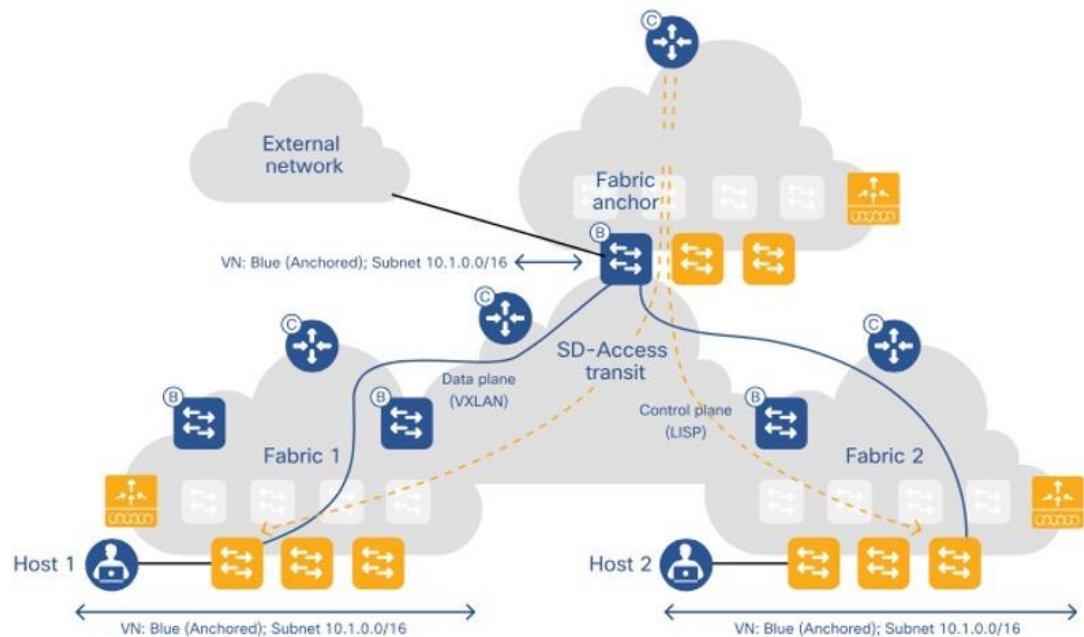 C
External
network
Fabric
anchor
B
VN: Blue (Anchored); Subnet 10.1.0.0/16
C
C
C
SD-Access
transit
Data plane
(VXLAN)
B
B
Control plane
(LISP)
B
Fabric 1
Fabric 2
Host 1
Host 2
VN: Blue (Anchored); Subnet 10.1.0.0/16
VN: Blue (Anchored); Subnet 10.1.0.0/16